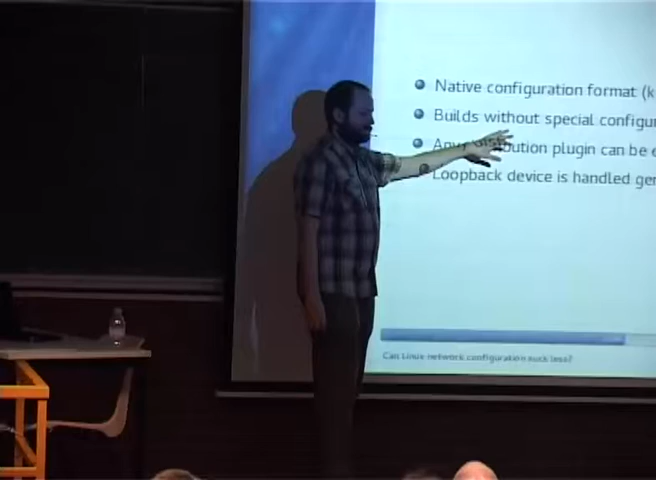 Native configuration format (k
Builds without special configu
Any distribution plugin can be e
Loopback device is handled ge
Can Linux network configuration suck less?